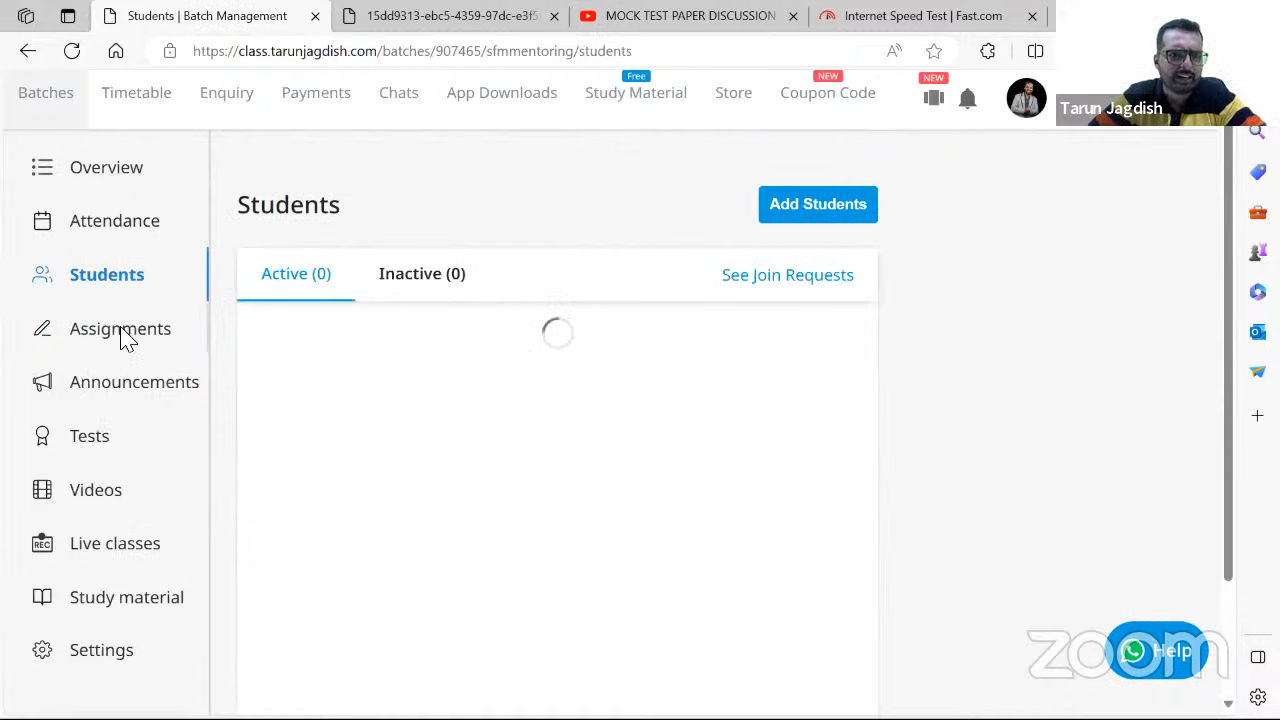 Students | Batch Management
15dd9313-ebc5-4359-97dc-e3f5
MOCK TEST PAPER DISCUSSION
Internet Speed Test | Fast.com
https://class.tarunjagdish.com/batches/907465/sfmmentoring/students
Tarun Jagdish
Batches
Timetable
Enquiry
Payments
Chats
App Downloads
Free
Study Material
Store
NEW
Coupon Code
NEW
Overview
Attendance
Students
Assignments
Announcements
Tests
Videos
REC
Live classes
Study material
Settings
Students
Add Students
Active (0)
Inactive (0)
See Join Requests
Help
zoom